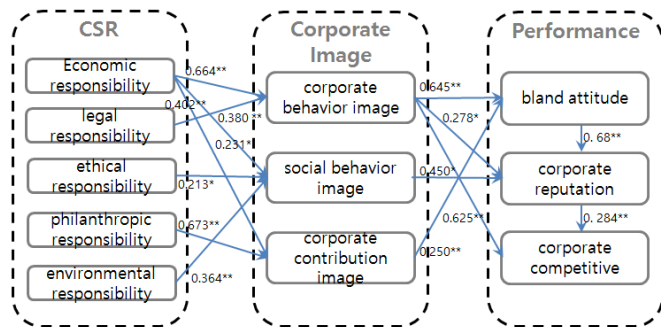 CSR
Economic
responsibility
legal
responsibility
ethical
responsibility
philanthropic
responsibility
environmental
responsibility
0.664**
0.402**
0.380 **
0.231*
0.213*
0.673**
0.364**
Corporate
Image
corporate
behavior image
social behavior
image
corporate
contribution
image
0.645**
0.278*
0.450*
0.625*
0.250**
Performance
bland attitude
0. 68**
corporate
reputation
0. 284**
corporate
competitive